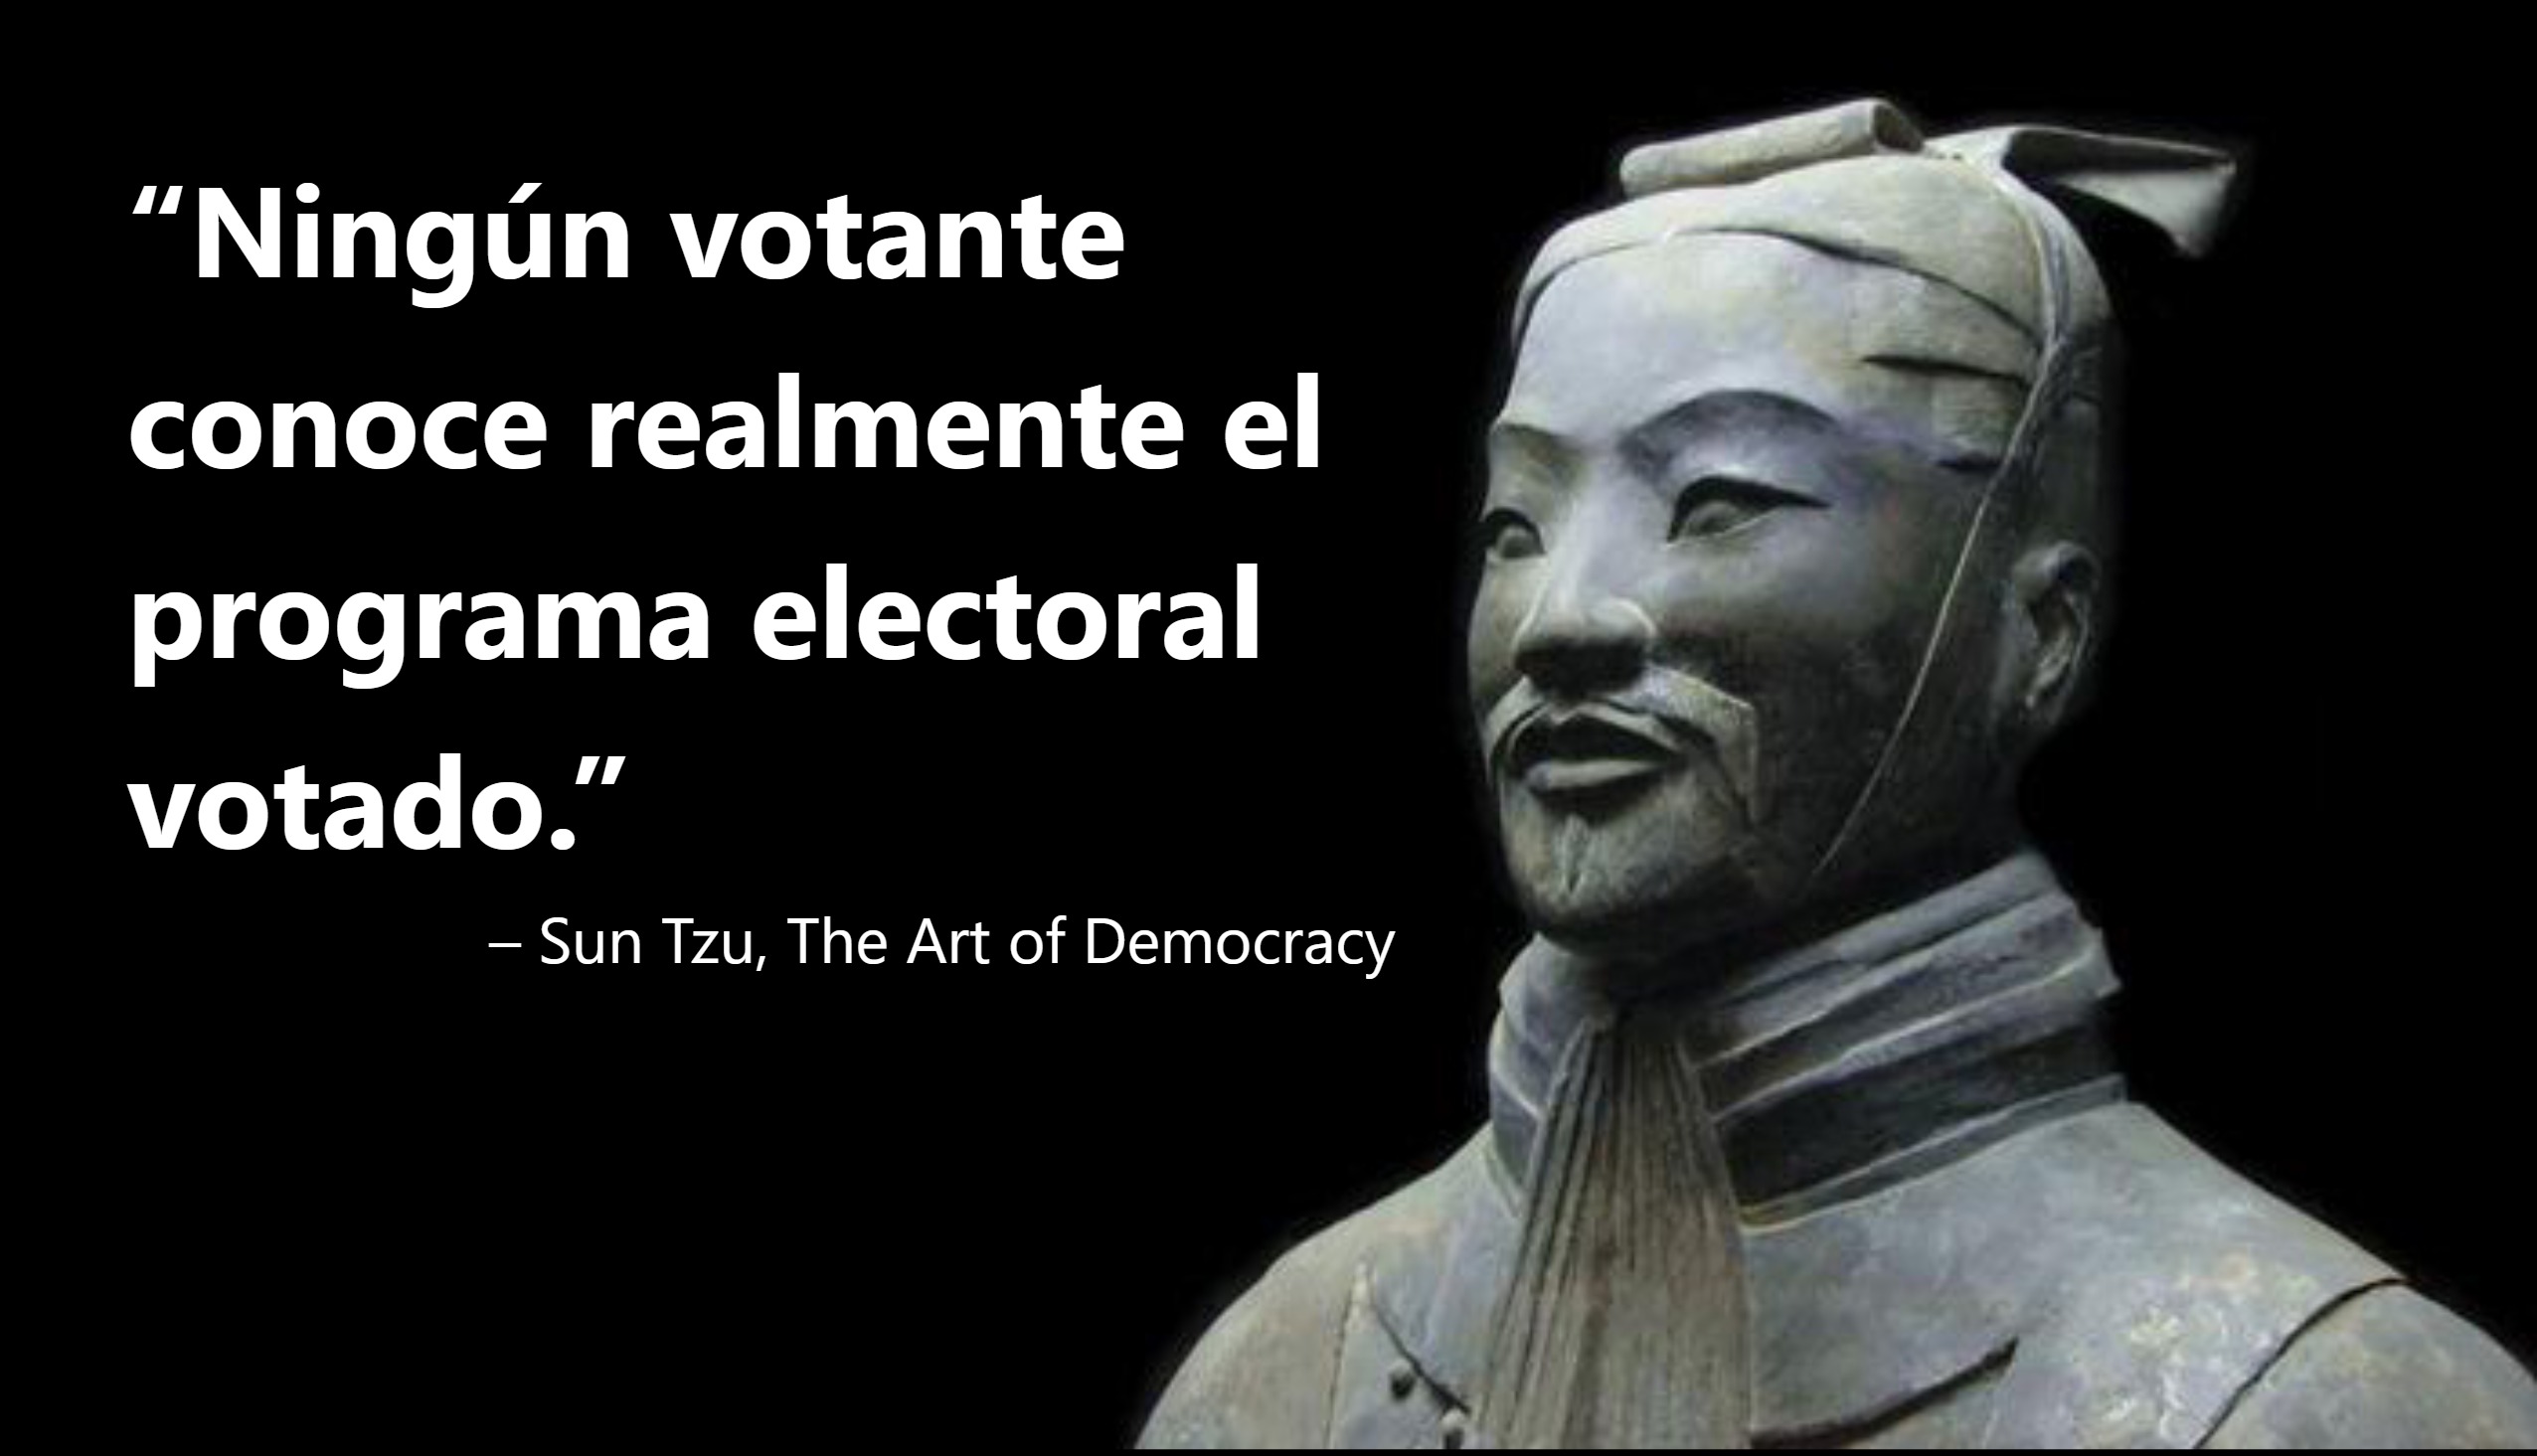 “Ningún votante
conoce realmente el
programa electoral
votado.”
– Sun Tzu, The Art of Democracy